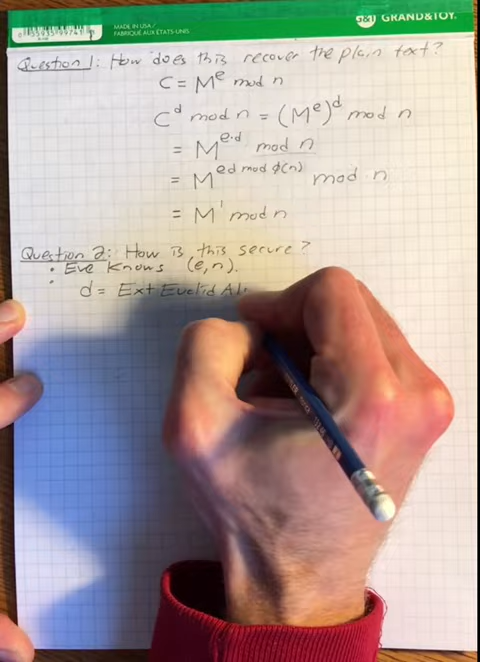 MADE IN USA /
FABRIQUÉ AUX ÉTATS-UNIS
GRAND&TOY.
Question 1: How does this recover the plain text?
C = M^e mod n
C^d mod n = (M^e)^d mod n
= M^{e·d} mod n
= M^{ed mod φ(n)} mod n
= M^1 mod n
Question 2: How is this secure?
• Eve knows (e, n).
•
d = Ext Euclid Al